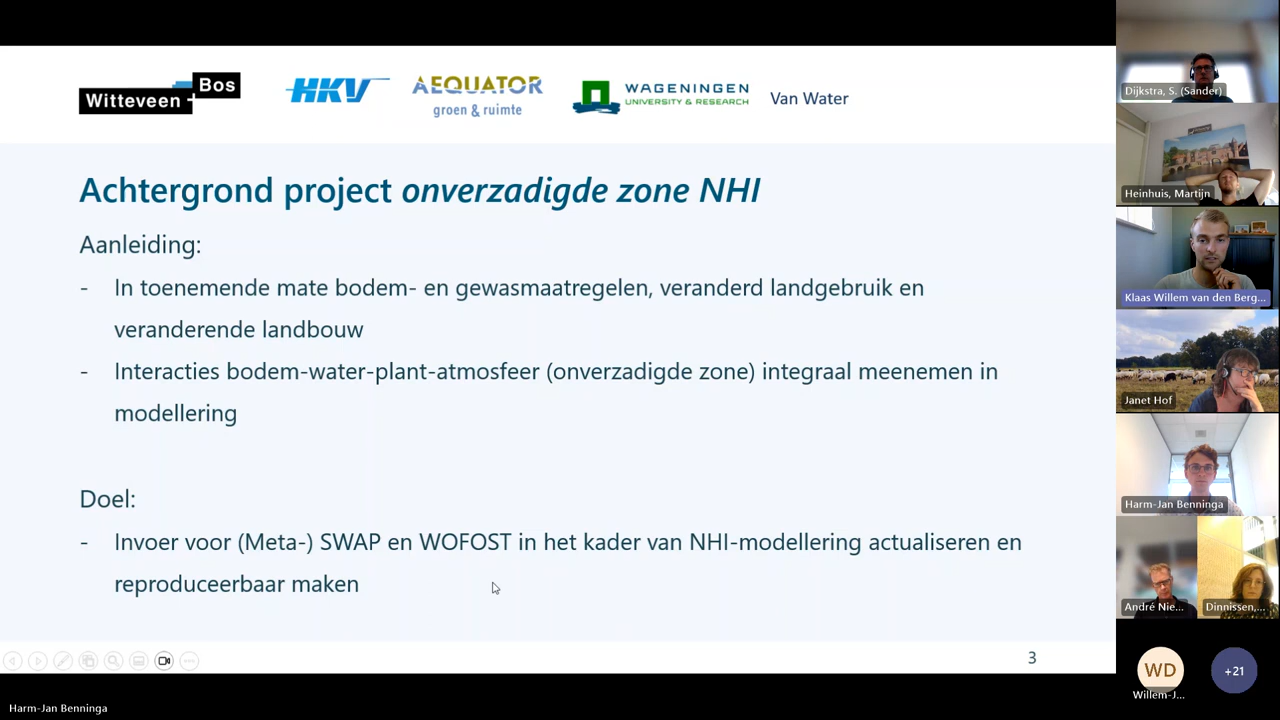 Witteveen + Bos
HKV
AEQUATOR
groen & ruimte
WAGENINGEN
UNIVERSITY & RESEARCH
Van Water
Achtergrond project onverzadigde zone NHI
Aanleiding:
- In toenemende mate bodem- en gewasmaatregelen, veranderd landgebruik en
veranderende landbouw
- Interacties bodem-water-plant-atmosfeer (onverzadigde zone) integraal meenemen in
modellering
Doel:
- Invoer voor (Meta-) SWAP en WOFOST in het kader van NHI-modellering actualiseren en
reproduceerbaar maken
3
Harm-Jan Benninga
Dijkstra, S. (Sander)
Heinhuis, Martijn
Klaas Willem van den Berg...
Janet Hof
Harm-Jan Benninga
André Nie...
Dinnissen,...
WD
Willem-J...
+21